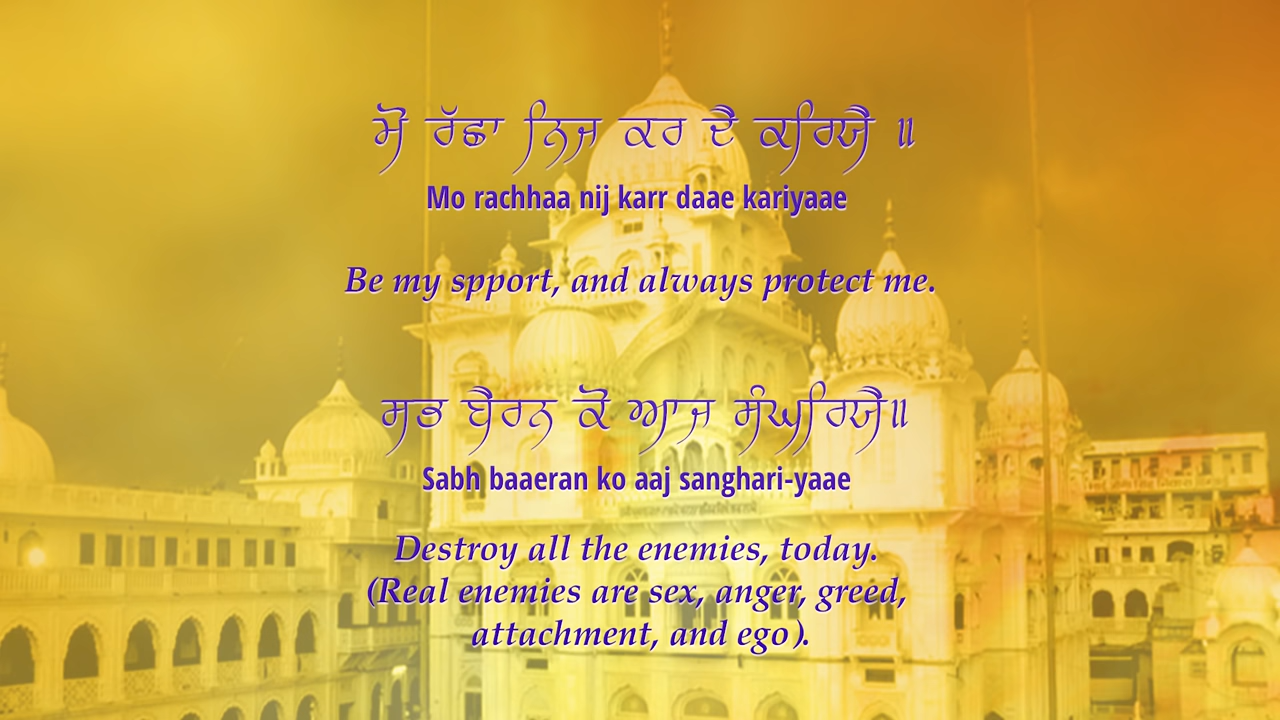 ਮੋ ਰੱਛਾ ਨਿਜ ਕਰ ਦੈ ਕਰਿਯੈ ॥
Mo rachhaa nij karr daae kariyaae
Be my spport, and always protect me.
ਸਭ ਬੈਰਨ ਕੋ ਆਜ ਸੰਘਰਿਯੈ॥
Sabh baaeran ko aaj sanghari-yaae
Destroy all the enemies, today.
(Real enemies are sex, anger, greed,
attachment, and ego).